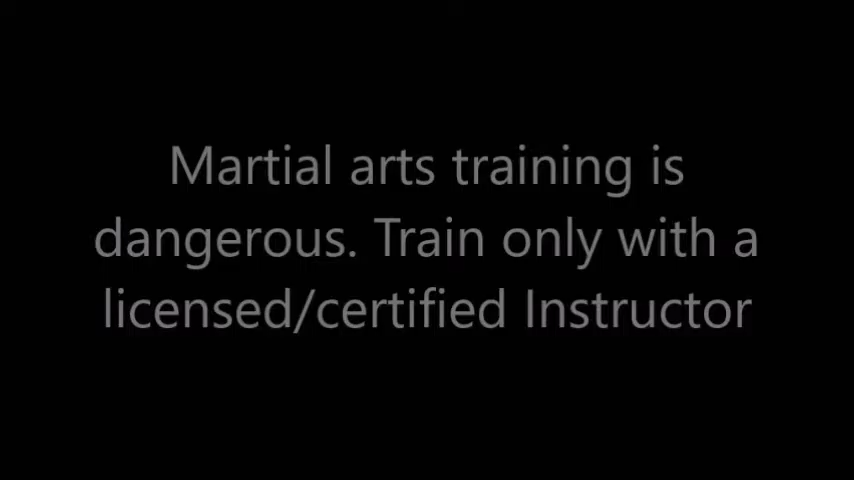 Martial arts training is
dangerous. Train only with a
licensed/certified Instructor